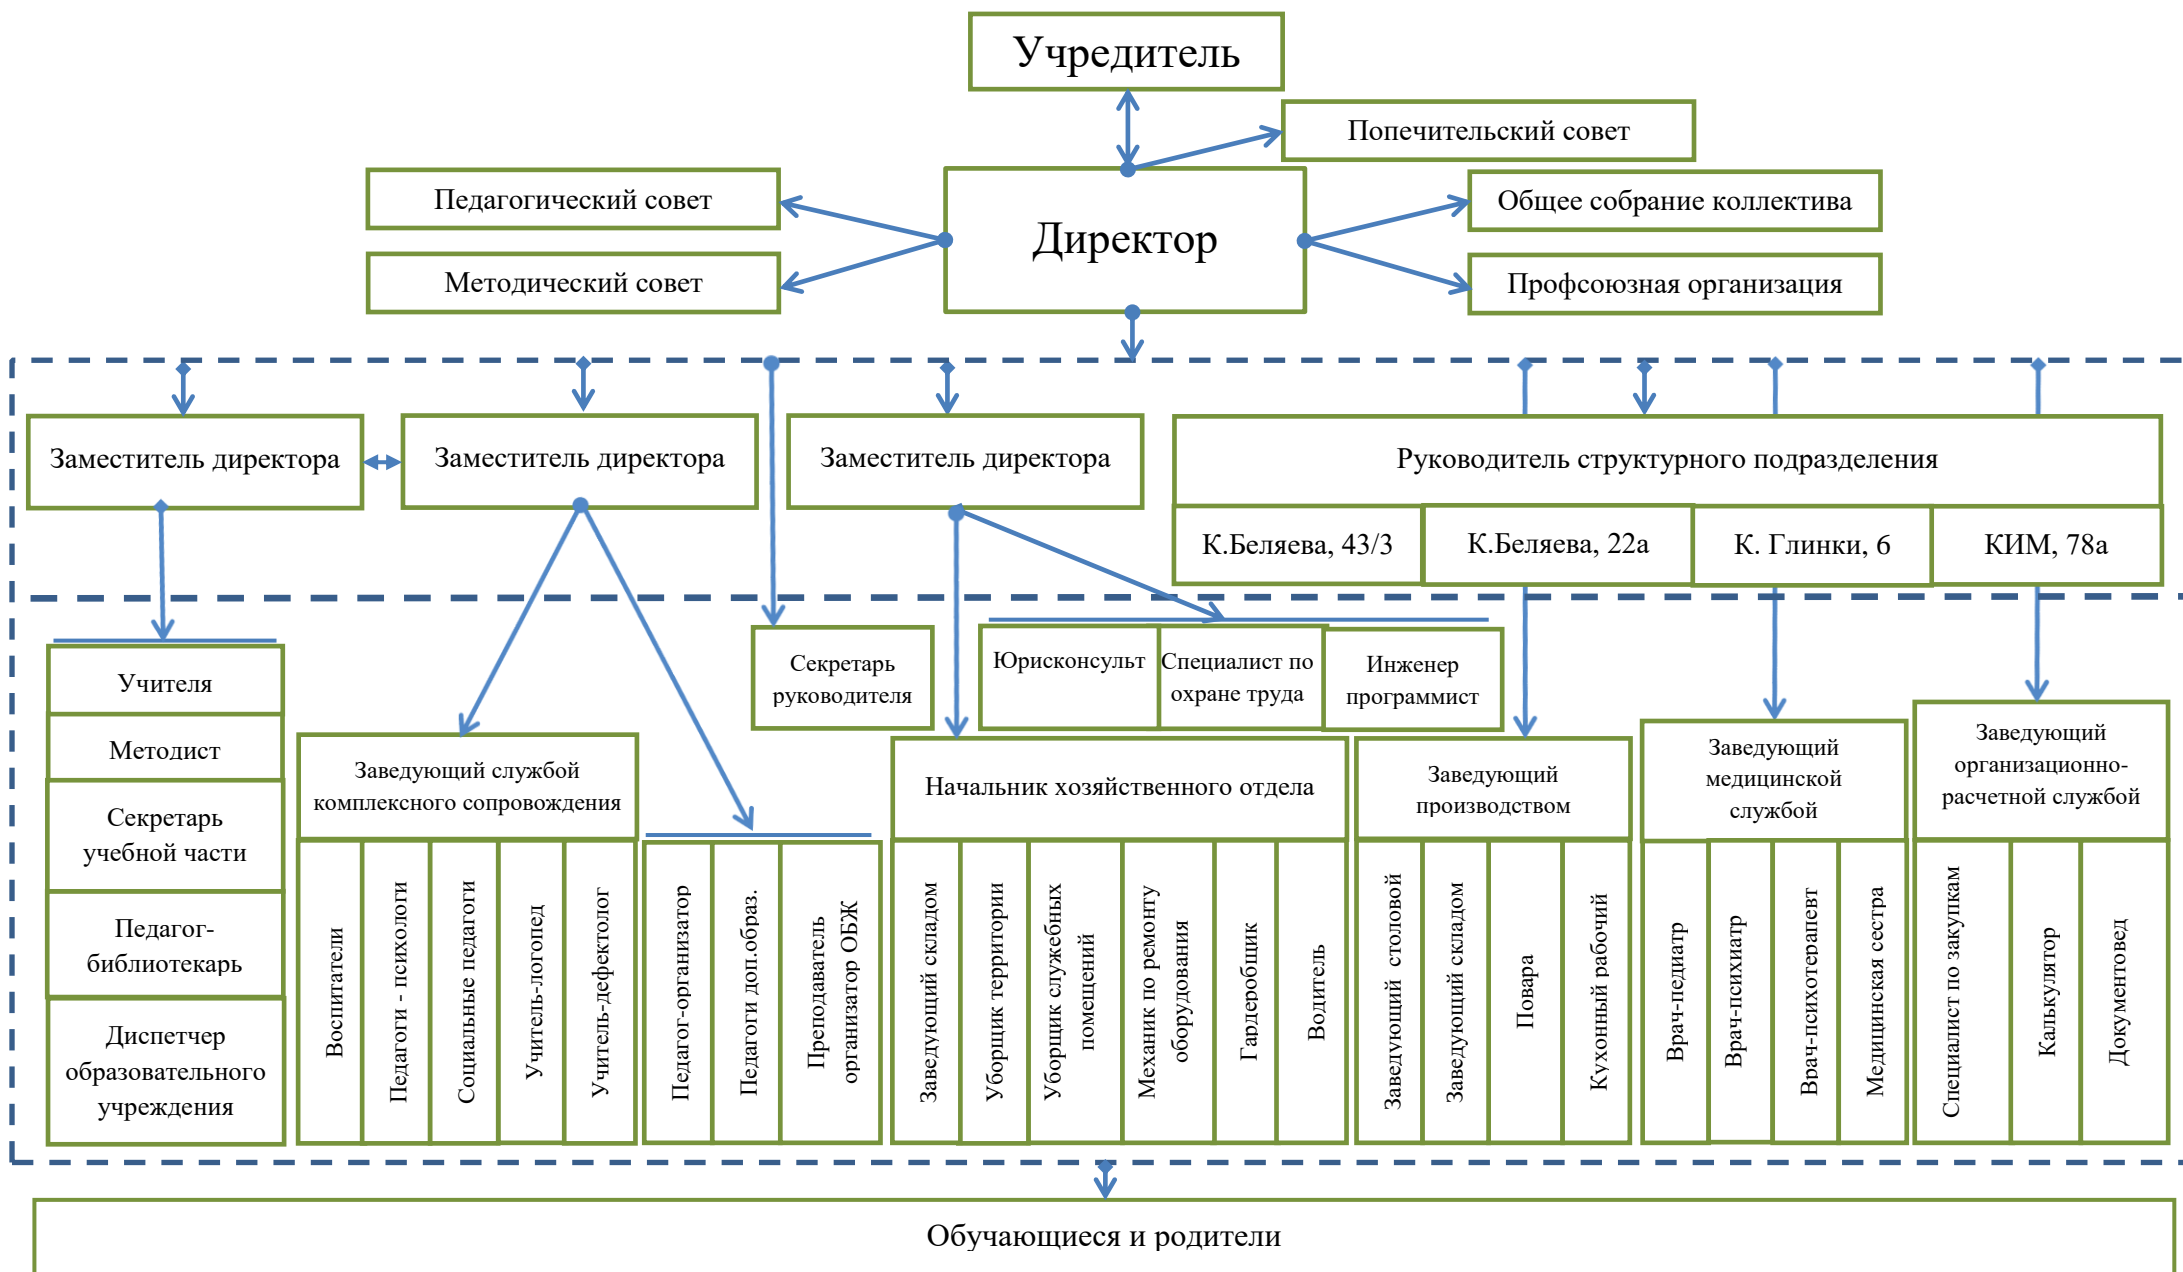 Учредитель
Попечительский совет
Педагогический совет
Общее собрание коллектива
Директор
Методический совет
Профсоюзная организация
Заместитель директора
Заместитель директора
Заместитель директора
Руководитель структурного подразделения
К.Беляева, 43/3
К.Беляева, 22а
К. Глинки, 6
КИМ, 78а
Учителя
Методист
Секретарь
учебной части
Педагог-
библиотекарь
Диспетчер
образовательного
учреждения
Секретарь
руководителя
Юрисконсульт
Специалист по
охране труда
Инженер
программист
Заведующий службой
комплексного сопровождения
Воспитатели
Педагоги - психологи
Социальные педагоги
Учитель-логопед
Учитель-дефектолог
Педагог-организатор
Педагоги доп.образ.
Преподаватель
организатор ОБЖ
Начальник хозяйственного отдела
Заведующий складом
Уборщик территории
Уборщик служебных
помещений
Механик по ремонту
оборудования
Гардеробщик
Водитель
Заведующий
производством
Заведующий столовой
Заведующий складом
Повара
Кухонный рабочий
Заведующий
медицинской
службой
Врач-педиатр
Врач-психиатр
Врач-психотерапевт
Медицинская сестра
Заведующий
организационно-
расчетной службой
Специалист по закупкам
Калькулятор
Документовед
Обучающиеся и родители